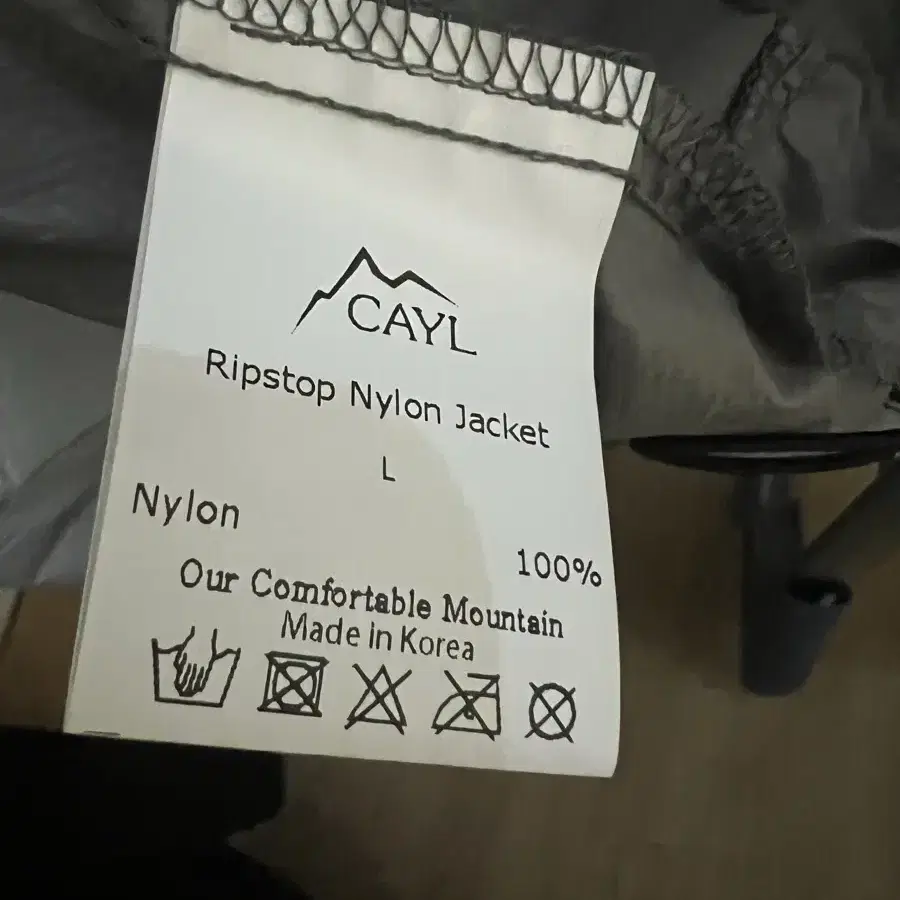 CAYL
Ripstop Nylon Jacket
L
Nylon 100%
Our Comfortable Mountain
Made in Korea